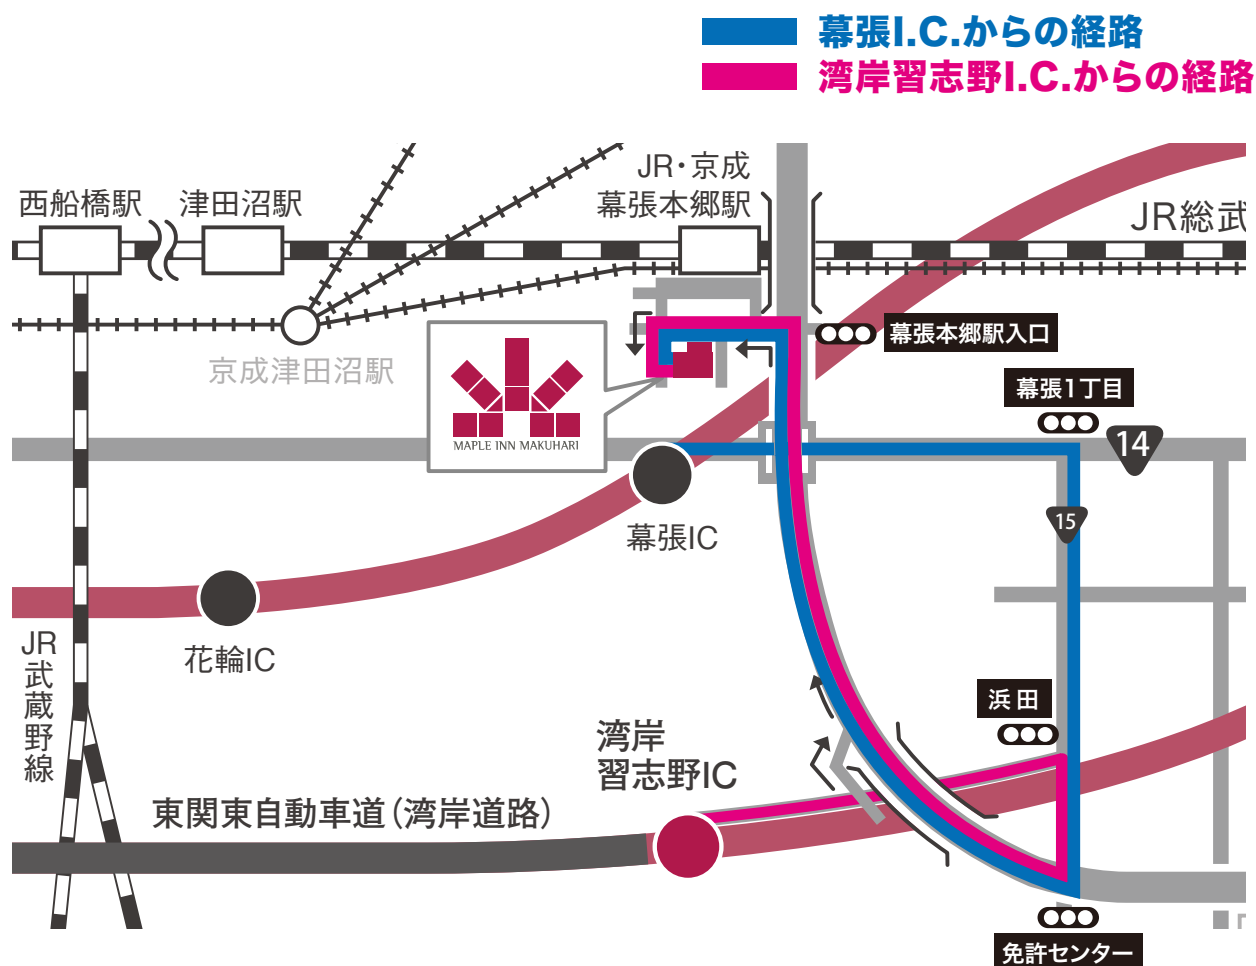 幕張I.C.からの経路
湾岸習志野I.C.からの経路
JR・京成
幕張本郷駅
西船橋駅
津田沼駅
JR総武
京成津田沼駅
幕張本郷駅入口
幕張1丁目
14
MAPLE INN MAKUHARI
15
幕張IC
花輪IC
JR武蔵野線
浜田
湾岸
習志野IC
東関東自動車道(湾岸道路)
免許センター